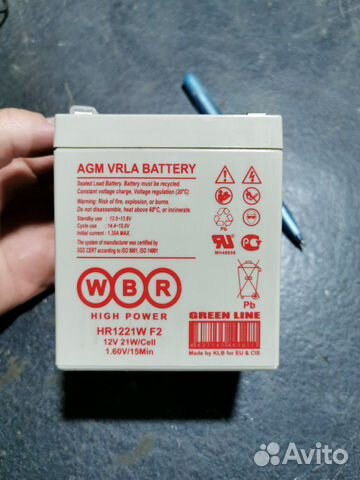 AGM VRLA BATTERY
Sealed Lead Battery. Battery must be recycled.
Constant voltage charge, Voltage regulation (20°C)
Warning: Risk of fire, explosion, or burns.
Do not disassemble, heat above 60°C, or incinerate.
Standby use : 13.5~13.8V
Cycle use : 14.4~15.0V
Initial current : 1.35A MAX.
The system of manufacturer was certified by
SGS CERT according to ISO 9001, ISO 14001
Pb
MH48638
WBR
HIGH POWER
HR1221W F2
12V 21W/Cell
1.60V/15Min
Pb
GREEN LINE
Made by KLB for EU & CIS
Avito